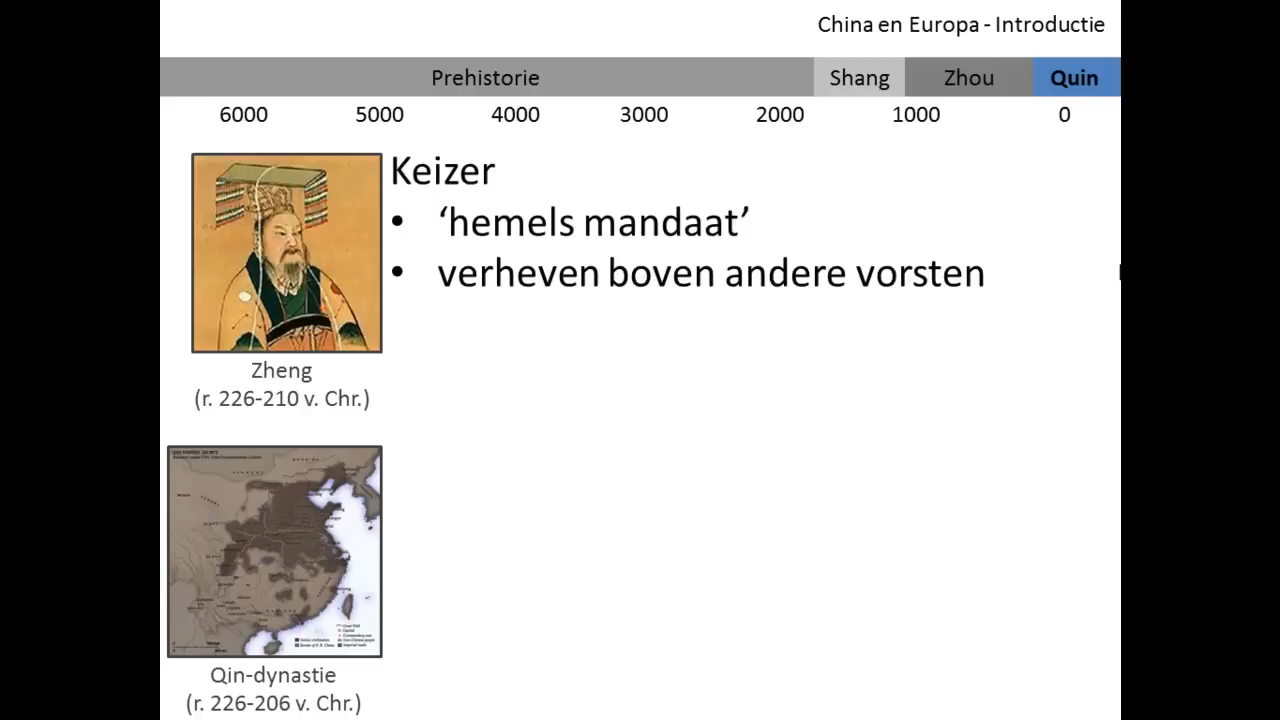 China en Europa - Introductie
Prehistorie Shang Zhou Quin
6000 5000 4000 3000 2000 1000 0
Keizer
• ‘hemels mandaat’
• verheven boven andere vorsten
Zheng
(r. 226-210 v. Chr.)
Qin-dynastie
(r. 226-206 v. Chr.)